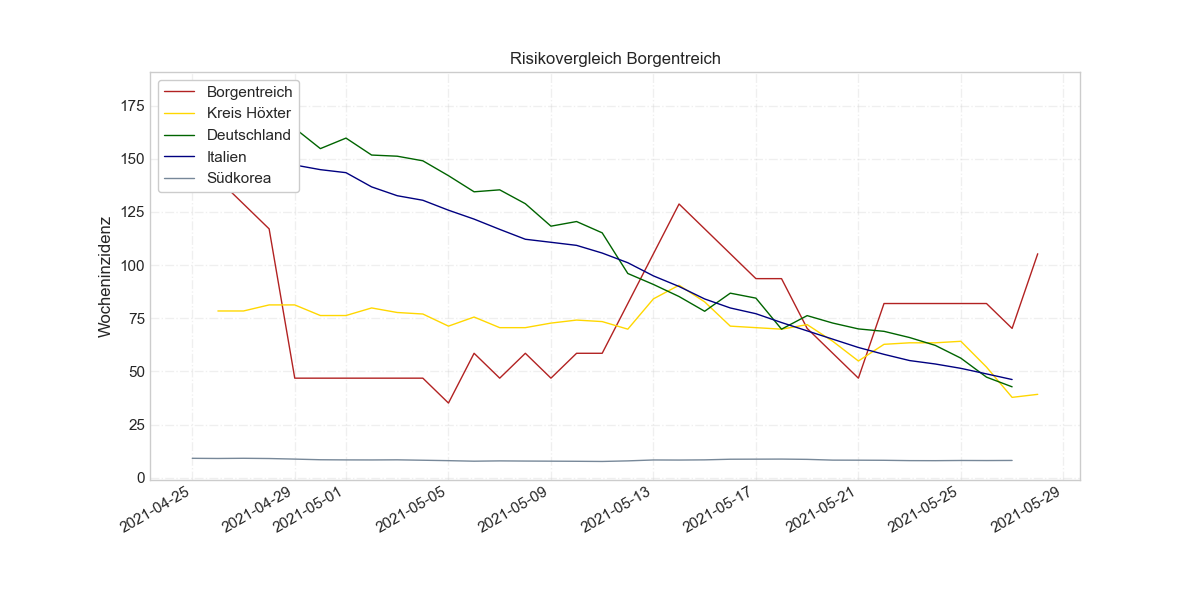 Risikovergleich Borgentreich
Wocheninzidenz
175
150
125
100
75
50
25
0
Borgentreich
Kreis Höxter
Deutschland
Italien
Südkorea
2021-04-25
2021-04-29
2021-05-01
2021-05-05
2021-05-09
2021-05-13
2021-05-17
2021-05-21
2021-05-25
2021-05-29